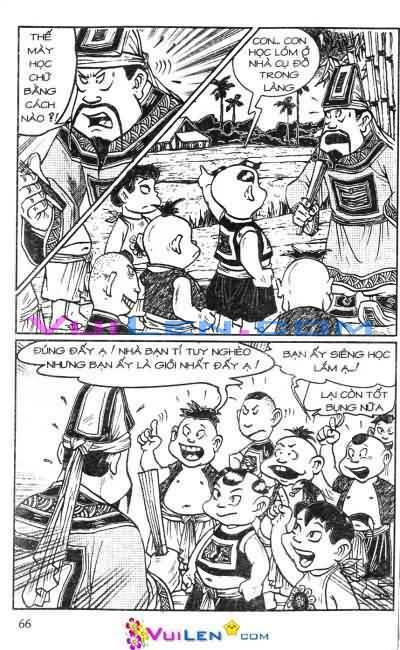 THẾ
MÀY
HỌC
CHỮ
BẰNG
CÁCH
NÀO ?!
CON... CON
HỌC LỎM Ở
NHÀ CỤ ĐỒ
TRONG
LÀNG
VuiLen.com
ĐÚNG ĐẤY Ạ ! NHÀ BẠN TÍ TUY NGHÈO
NHƯNG BẠN ẤY LÀ GIỎI NHẤT ĐẤY Ạ !
BẠN ẤY SIÊNG HỌC
LẮM Ạ...!
LẠI CÒN TỐT
BỤNG NỮA
66
VuiLen.com